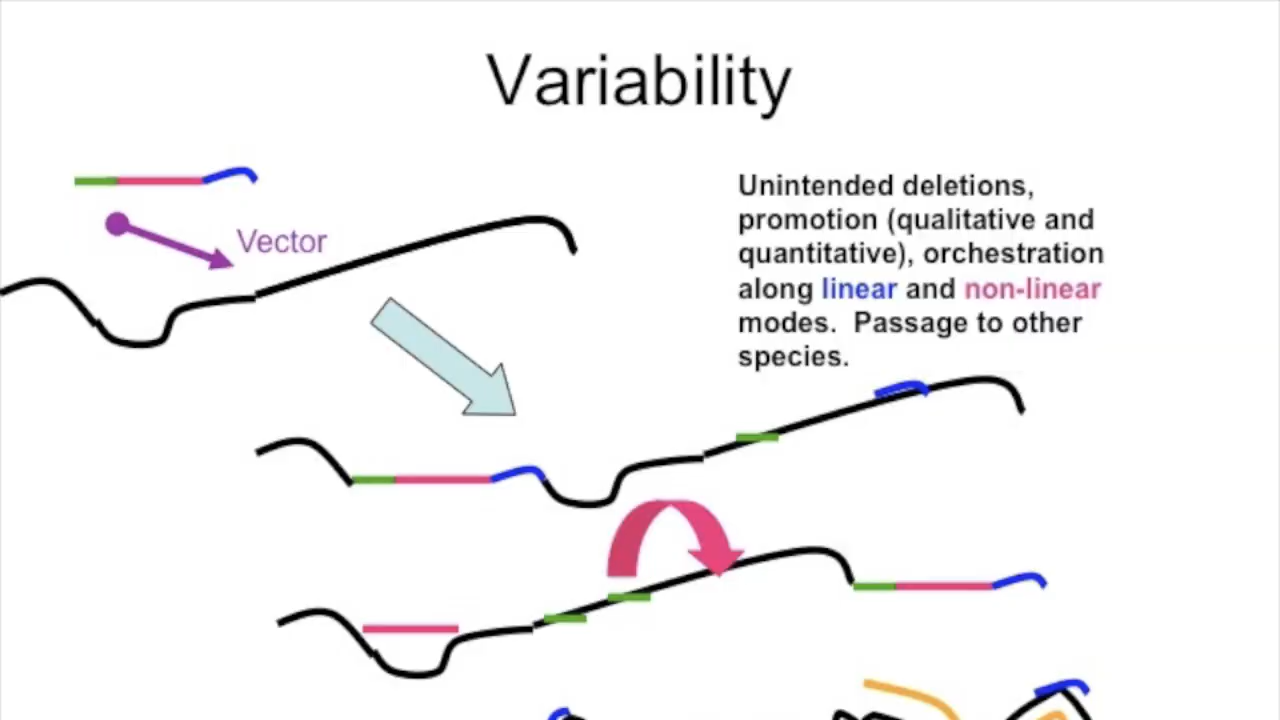 Variability
Vector
Unintended deletions,
promotion (qualitative and
quantitative), orchestration
along linear and non-linear
modes.  Passage to other
species.